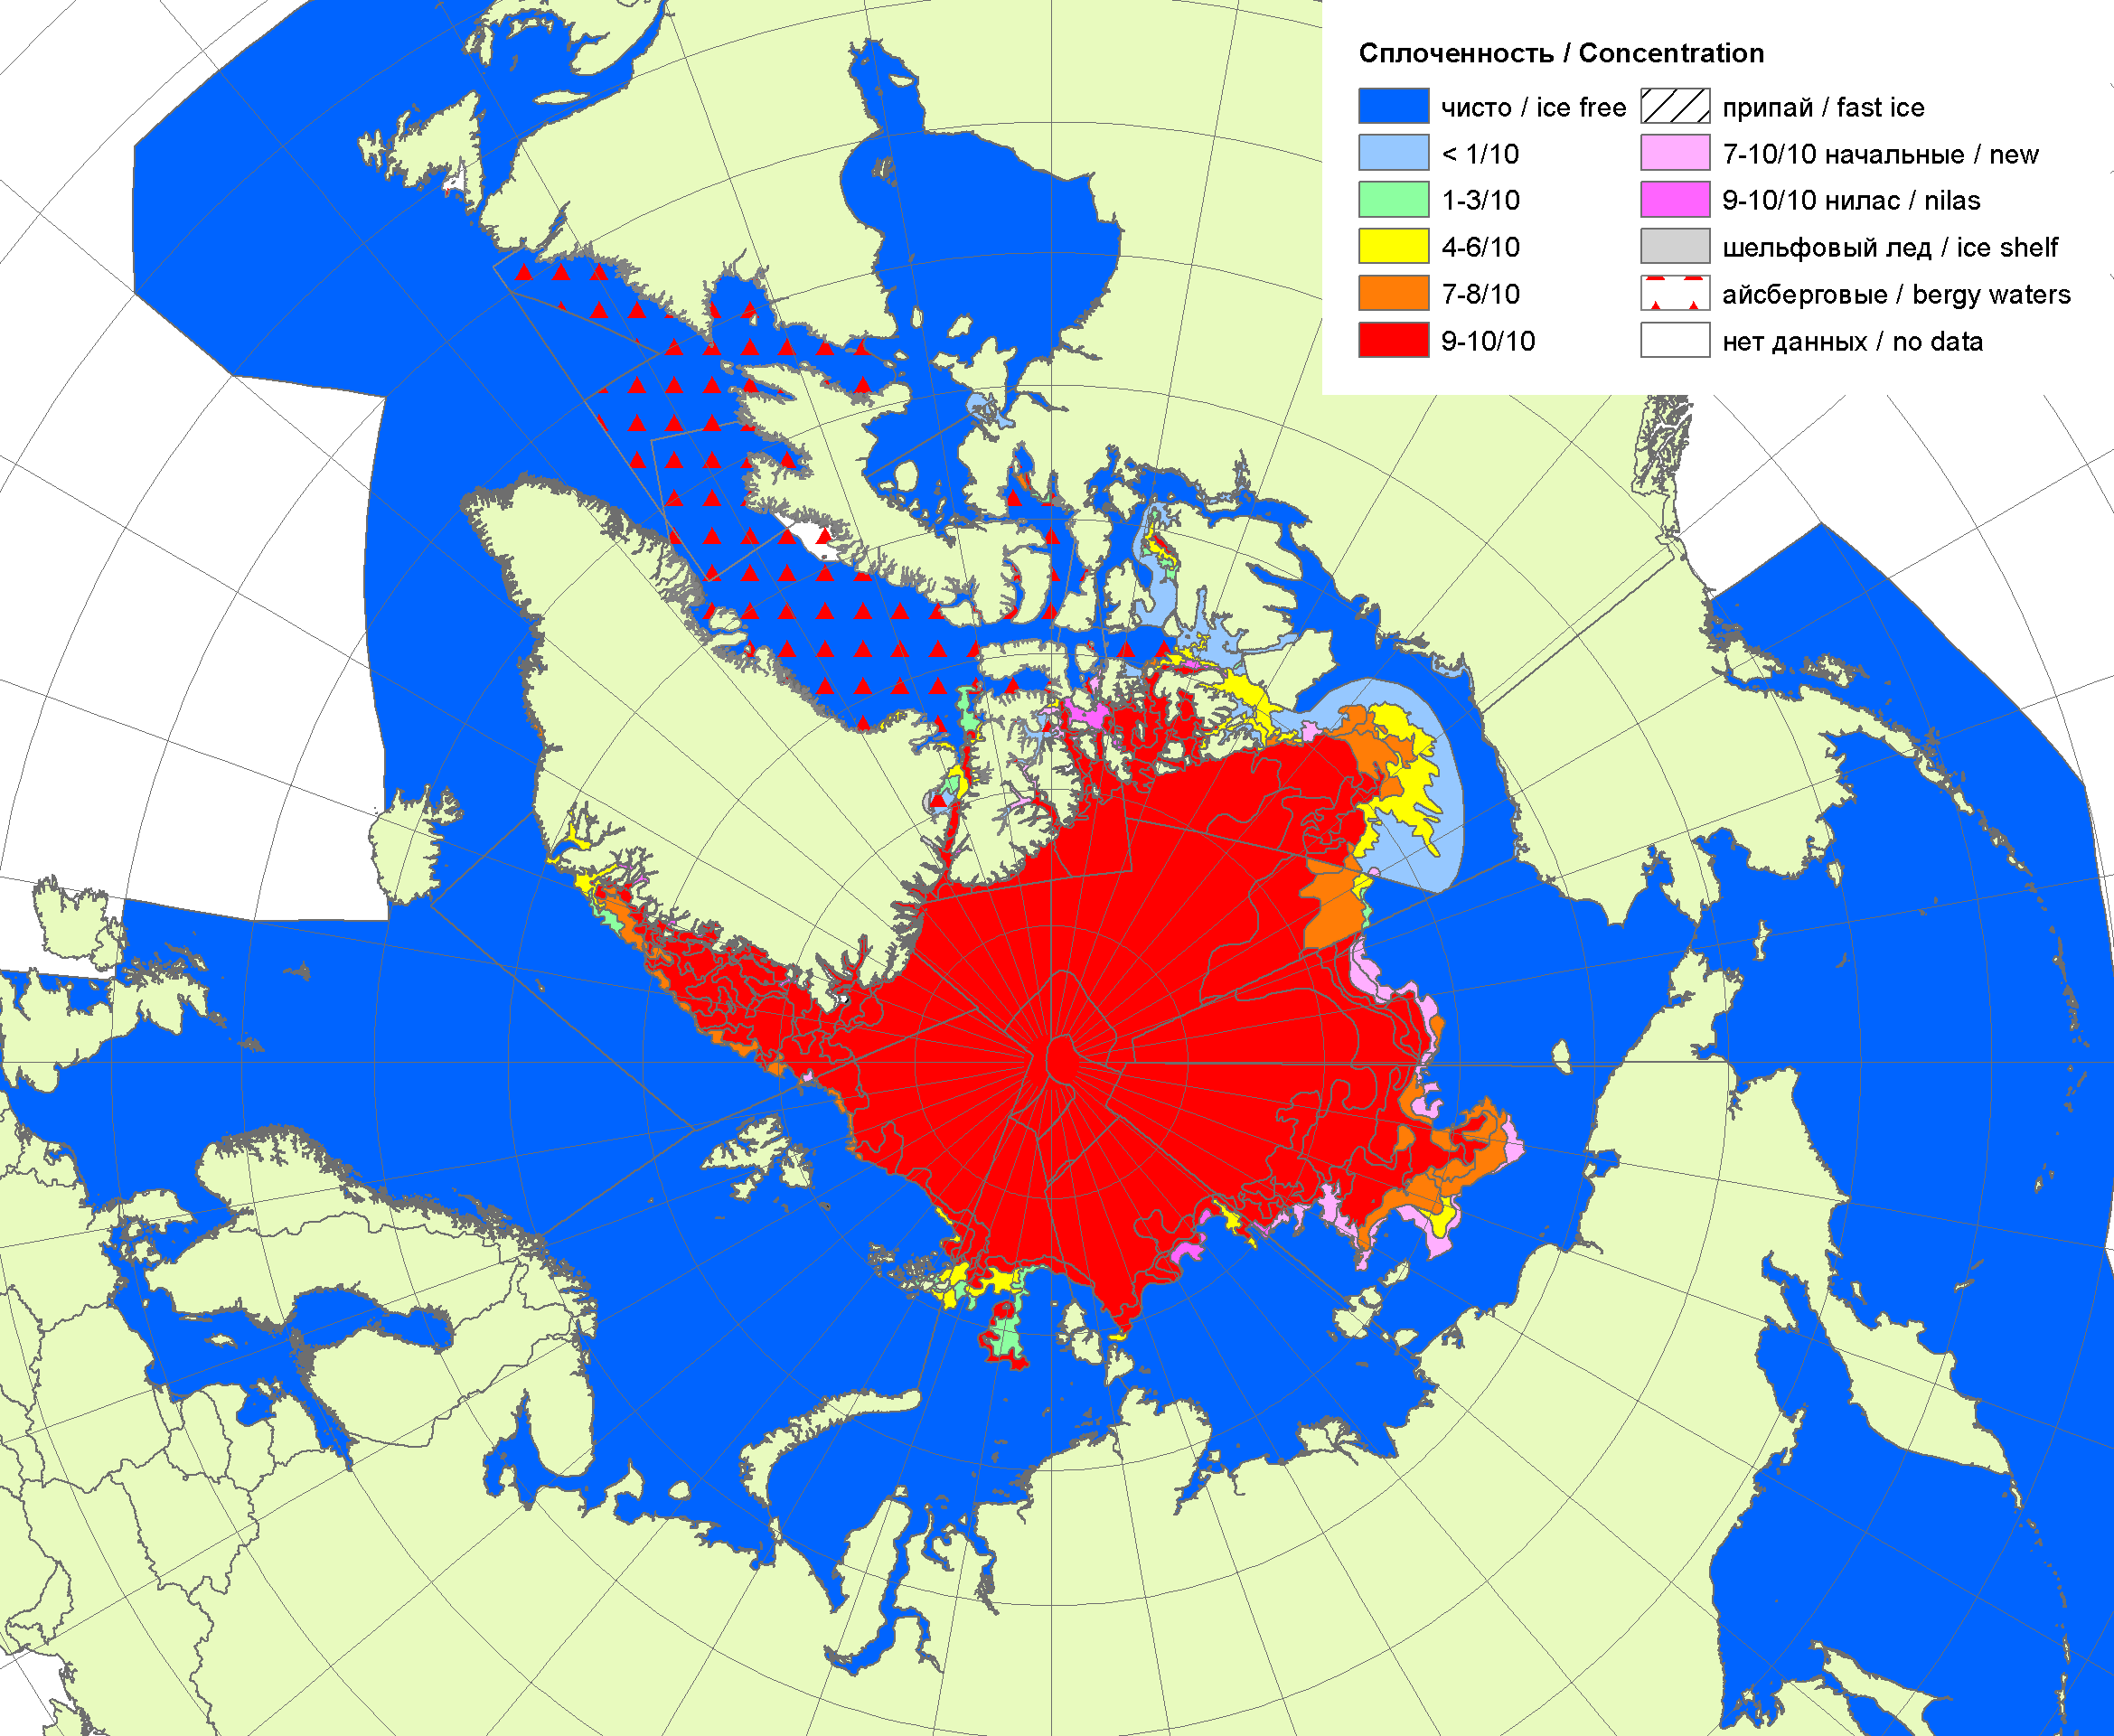 Сплоченность / Concentration
чисто / ice free
< 1/10
1-3/10
4-6/10
7-8/10
9-10/10
припай / fast ice
7-10/10 начальные / new
9-10/10 нилас / nilas
шельфовый лед / ice shelf
айсберговые / bergy waters
нет данных / no data